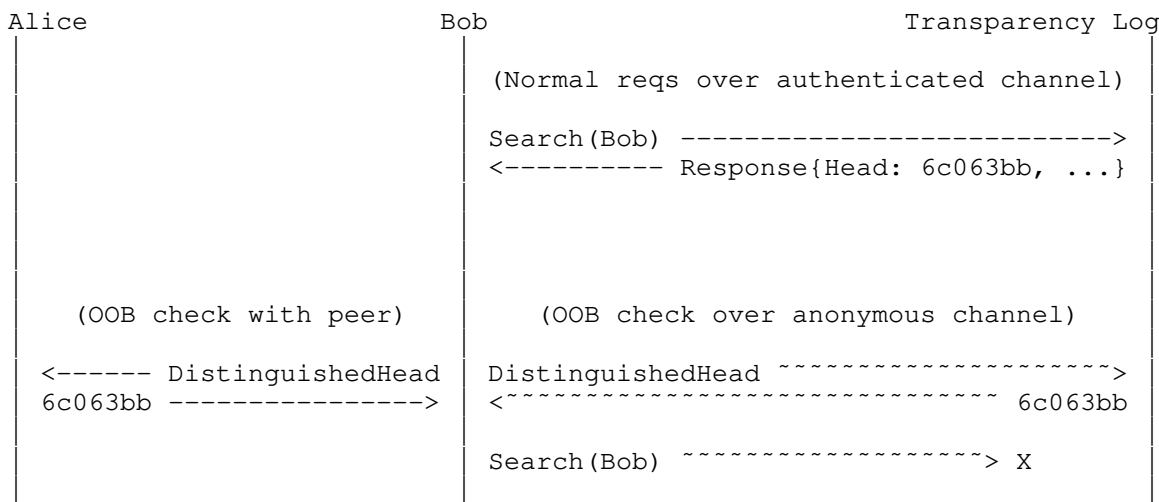 Alice Bob Transparency Log
(Normal reqs over authenticated channel)
Search(Bob) --------------------------->
<---------- Response{Head: 6c063bb, ...}
(OOB check with peer) (OOB check over anonymous channel)
<------ DistinguishedHead DistinguishedHead ~~~~~~~~~~~~~~~~~~~~~>
6c063bb ----------------> <~~~~~~~~~~~~~~~~~~~~~~~~~~~~~~~ 6c063bb
Search(Bob) ~~~~~~~~~~~~~~~~~~~> X